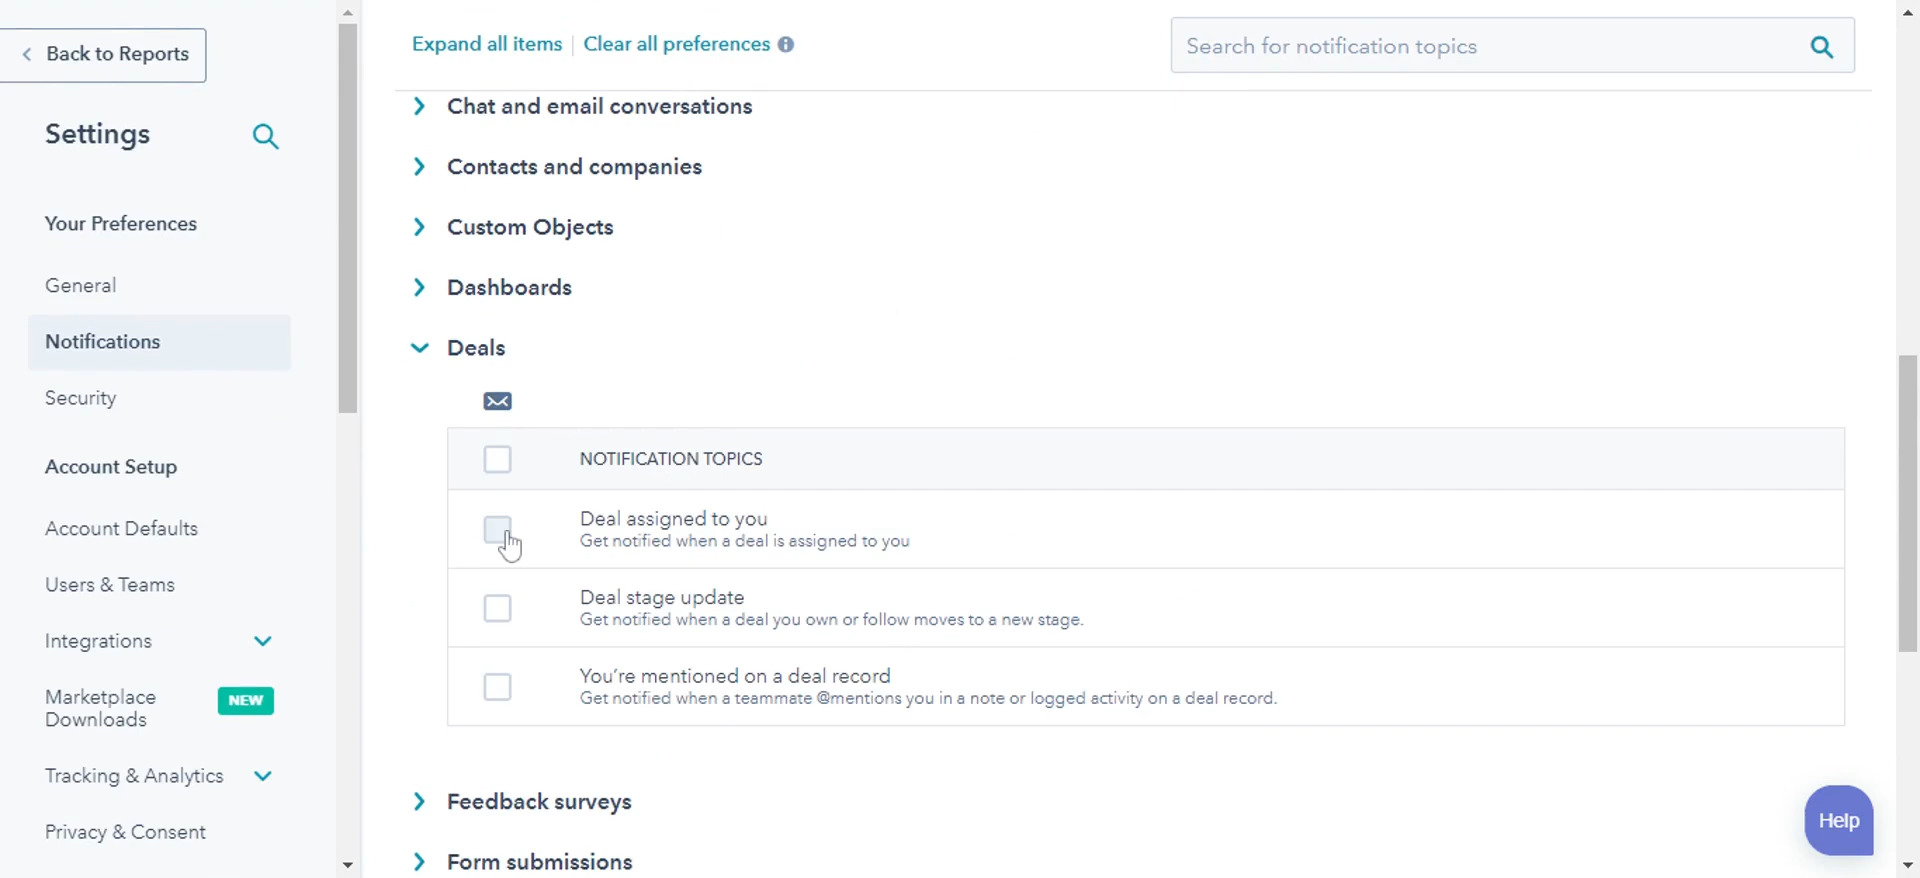 Back to Reports
Settings
Your Preferences
General
Notifications
Security
Account Setup
Account Defaults
Users & Teams
Integrations
Marketplace
Downloads
NEW
Tracking & Analytics
Privacy & Consent
Expand all items
Clear all preferences
Search for notification topics
Chat and email conversations
Contacts and companies
Custom Objects
Dashboards
Deals
NOTIFICATION TOPICS
Deal assigned to you
Get notified when a deal is assigned to you
Deal stage update
Get notified when a deal you own or follow moves to a new stage.
You’re mentioned on a deal record
Get notified when a teammate @mentions you in a note or logged activity on a deal record.
Feedback surveys
Form submissions
Help